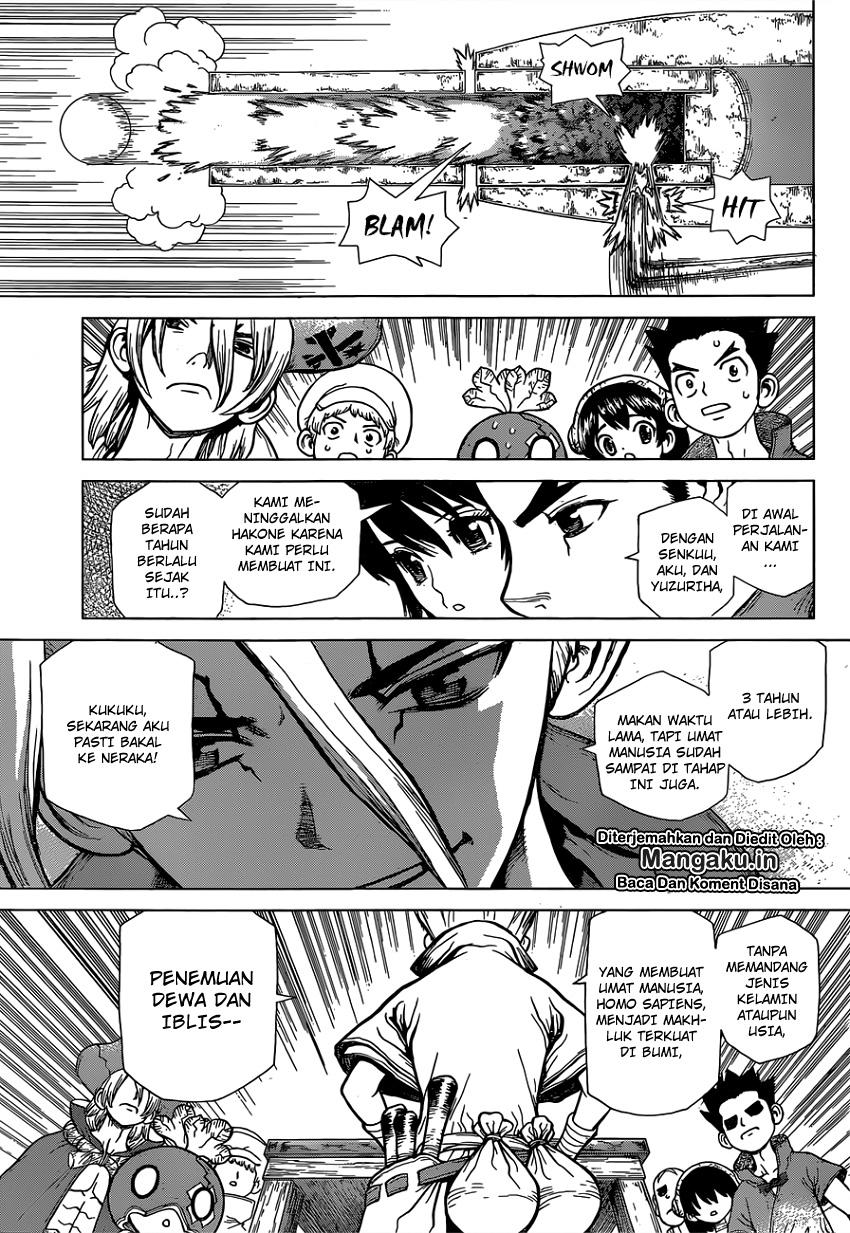 SHWOM
HIT
BLAM!
DI AWAL
PERJALAN-
AN KAMI
...
DENGAN
SENKUU,
AKU, DAN
YUZURIHA,
KAMI ME-
NINGGALKAN
HAKONE KARENA
KAMI PERLU
MEMBUAT INI.
SUDAH
BERAPA
TAHUN
BERLALU
SEJAK
ITU..?
3 TAHUN
ATAU LEBIH.
MAKAN WAKTU
LAMA, TAPI UMAT
MANUSIA SUDAH
SAMPAI DI TAHAP
INI JUGA.
KUKUKU,
SEKARANG AKU
PASTI BAKAL
KE NERAKA!
Diterjemahkan dan Diedit Oleh:
Mangaku.in
Baca Dan Koment Disana
TANPA
MEMANDANG
JENIS
KELAMIN
ATAUPUN
USIA,
YANG MEMBUAT
UMAT MANUSIA,
HOMO SAPIENS,
MENJADI MAKH-
LUK TERKUAT
DI BUMI,
PENEMUAN
DEWA DAN
IBLIS--